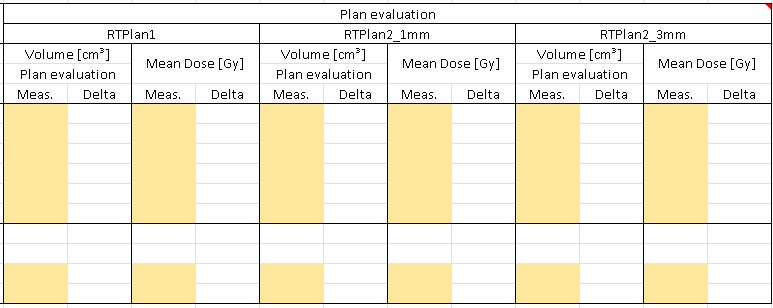 Plan evaluation
RTPlan1 RTPlan2_1mm RTPlan2_3mm
Volume [cm³] Mean Dose [Gy] Volume [cm³] Mean Dose [Gy] Volume [cm³] Mean Dose [Gy]
Plan evaluation Plan evaluation Plan evaluation
Meas. Delta Meas. Delta Meas. Delta Meas. Delta Meas. Delta Meas. Delta